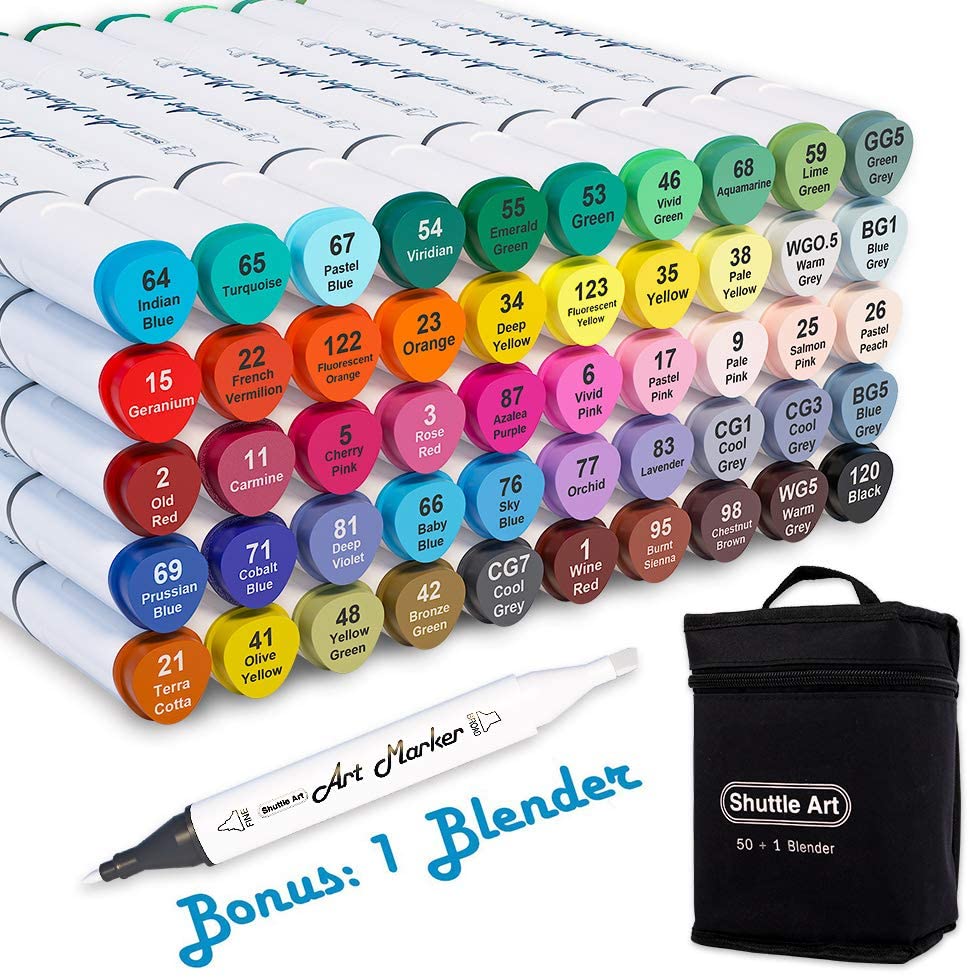 Art Marker
64
Indian
Blue
65
Turquoise
67
Pastel
Blue
54
Viridian
55
Emerald
Green
53
Green
46
Vivid
Green
68
Aquamarine
59
Lime
Green
GG5
Green
Grey
15
Geranium
22
French
Vermilion
122
Fluorescent
Orange
23
Orange
34
Deep
Yellow
123
Fluorescent
Yellow
35
Yellow
38
Pale
Yellow
WGO.5
Warm
Grey
BG1
Blue
Grey
2
Old
Red
11
Carmine
5
Cherry
Pink
3
Rose
Red
87
Azalea
Purple
6
Vivid
Pink
17
Pastel
Pink
9
Pale
Pink
25
Salmon
Pink
26
Pastel
Peach
69
Prussian
Blue
71
Cobalt
Blue
81
Deep
Violet
66
Baby
Blue
76
Sky
Blue
77
Orchid
83
Lavender
CG1
Cool
Grey
CG3
Cool
Grey
BG5
Blue
Grey
21
Terra
Cotta
41
Olive
Yellow
48
Yellow
Green
42
Bronze
Green
CG7
Cool
Grey
1
Wine
Red
95
Burnt
Sienna
98
Chestnut
Brown
WG5
Warm
Grey
120
Black
FINE Shuttle Art Art Marker BROAD
Bonus: 1 Blender
Shuttle Art
50 + 1 Blender